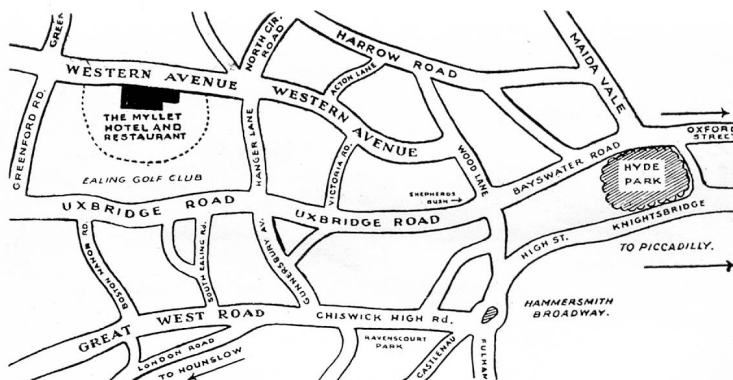 GREEN
NORTH CIR.
ROAD
HARROW ROAD
MAIDA VALE
WESTERN AVENUE
ACTON LANE
WESTERN AVENUE
OXFORD
STREET
GREENFORD RD.
THE MYLLET
HOTEL AND
RESTAURANT
HANGER LANE
VICTORIA RD.
WOOD LANE
BAYSWATER ROAD
HYDE
PARK
EALING GOLF CLUB
SHEPHERDS
BUSH
UXBRIDGE ROAD
UXBRIDGE ROAD
KNIGHTSBRIDGE
HIGH ST.
TO PICCADILLY.
BOSTON MANOR RD.
SOUTH EALING RD.
GUNNERSBURY AV.
HAMMERSMITH
BROADWAY.
GREAT WEST ROAD
CHISWICK HIGH RD.
RAVENSCOURT
PARK
CASTLENAU
FULHAM
LONDON ROAD
TO HOUNSLOW